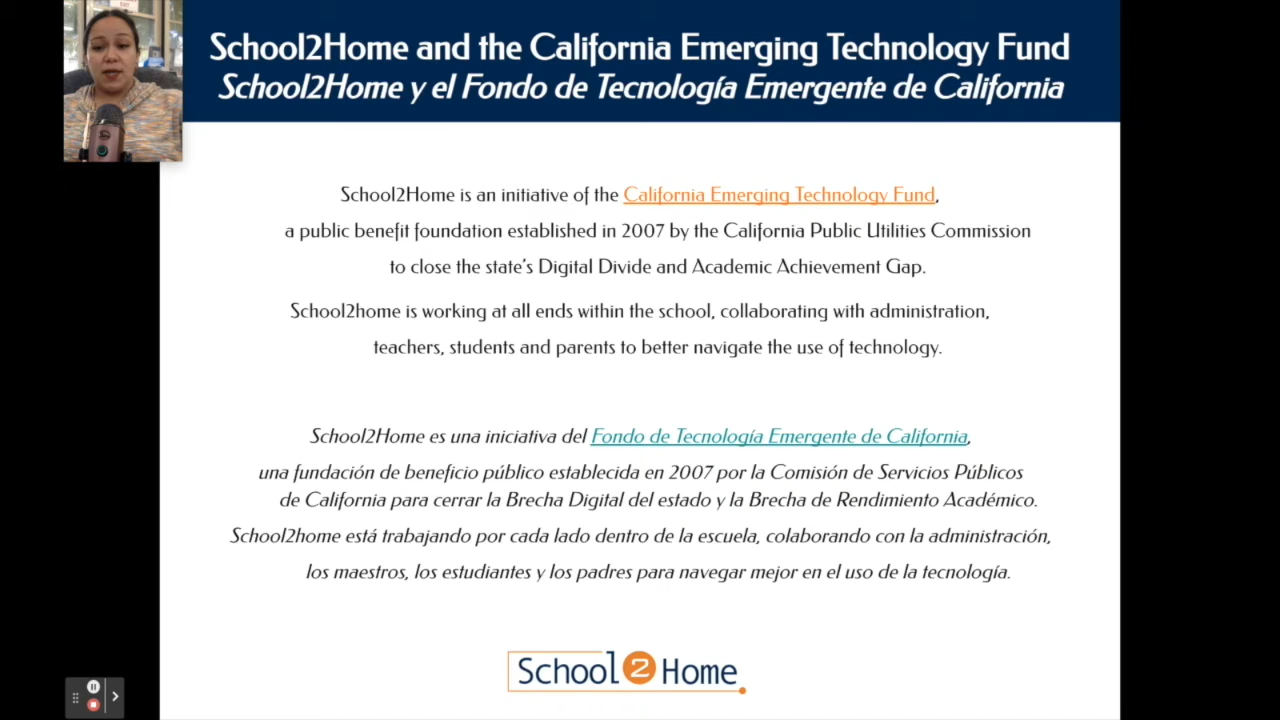 School2Home and the California Emerging Technology Fund
School2Home y el Fondo de Tecnología Emergente de California
School2Home is an initiative of the California Emerging Technology Fund,
a public benefit foundation established in 2007 by the California Public Utilities Commission
to close the state's Digital Divide and Academic Achievement Gap.
School2home is working at all ends within the school, collaborating with administration,
teachers, students and parents to better navigate the use of technology.
School2Home es una iniciativa del Fondo de Tecnología Emergente de California,
una fundación de beneficio público establecida en 2007 por la Comisión de Servicios Públicos
de California para cerrar la Brecha Digital del estado y la Brecha de Rendimiento Académico.
School2home está trabajando por cada lado dentro de la escuela, colaborando con la administración,
los maestros, los estudiantes y los padres para navegar mejor en el uso de la tecnología.
School 2 Home